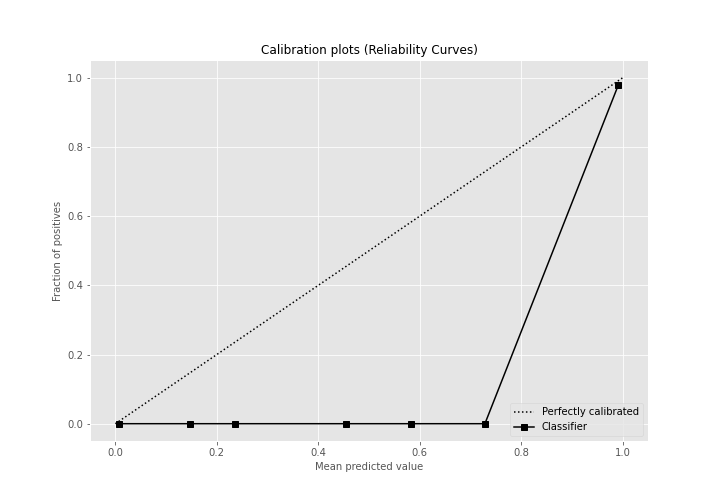 Calibration plots (Reliability Curves)
1.0
0.8
0.6
0.4
0.2
0.0
Fraction of positives
0.0 0.2 0.4 0.6 0.8 1.0
Mean predicted value
Perfectly calibrated
Classifier